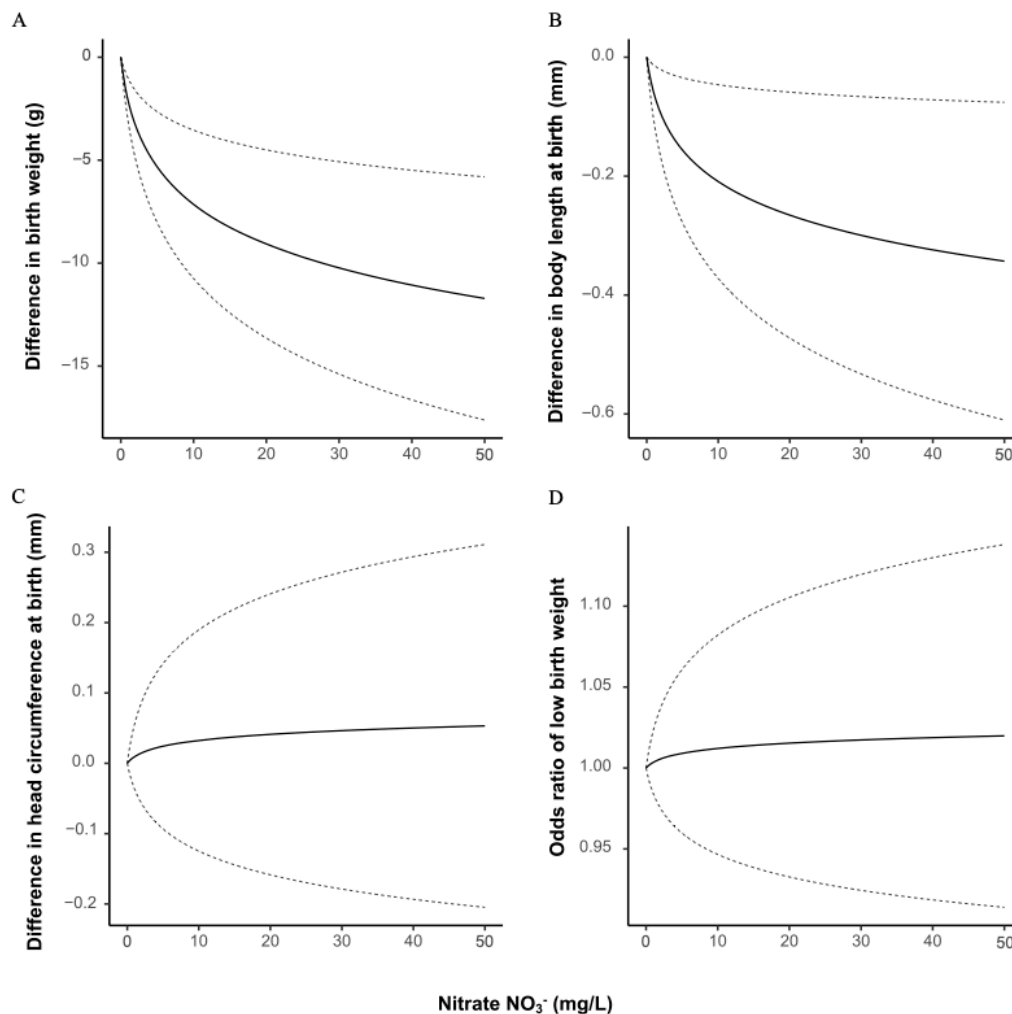 A
Difference in birth weight (g)
0
−5
−10
−15
0 10 20 30 40 50
B
Difference in body length at birth (mm)
0.0
−0.2
−0.4
−0.6
0 10 20 30 40 50
C
Difference in head circumference at birth (mm)
0.3
0.2
0.1
0.0
−0.1
−0.2
0 10 20 30 40 50
D
Odds ratio of low birth weight
1.10
1.05
1.00
0.95
0 10 20 30 40 50
Nitrate NO₃⁻ (mg/L)